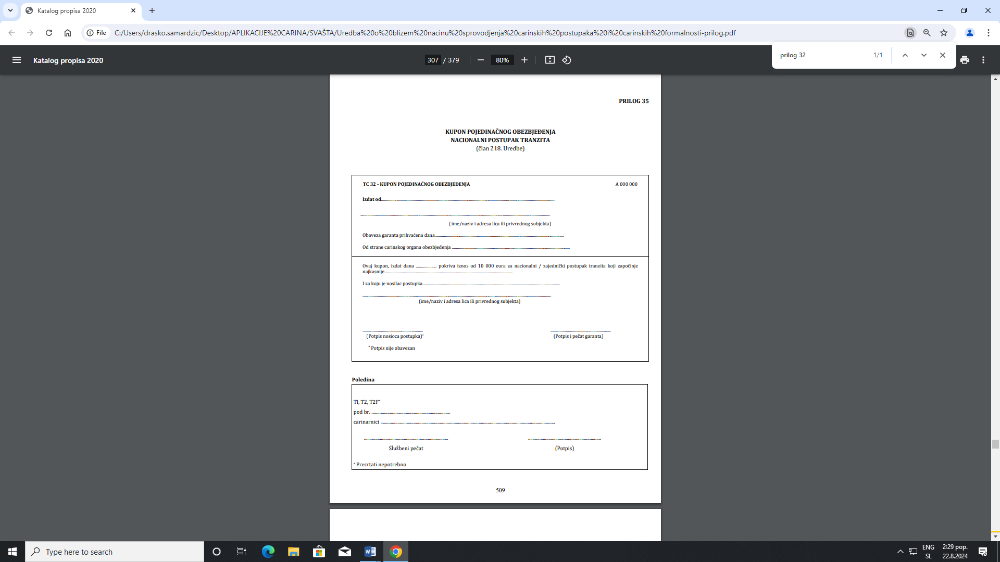 Katalog propisa 2020
File
C:/Users/drasko.samardzic/Desktop/APLIKACIJE%20CARINA/SVAŠTA/Uredba%20o%20blizem%20nacinu%20sprovodjenja%20carinskih%20postupaka%20i%20carinskih%20formalnosti-prilog.pdf
Katalog propisa 2020
307 / 379
80%
prilog 32
1/1
PRILOG 35
KUPON POJEDINAČNOG OBEZBJEĐENJA
NACIONALNI POSTUPAK TRANZITA
(član 218. Uredbe)
TC 32 - KUPON POJEDINAČNOG OBEZBJEĐENJA A 000 000
Izdat od
(ime/naziv i adresa lica ili privrednog subjekta)
Obaveza garanta prihvaćena dana
Od strane carinskog organa obezbjeđenja
Ovaj kupon, izdat dana .................. pokriva iznos od 10 000 eura za nacionalni / zajednički postupak tranzita koji započinje
najkasnije
I za koju je nosilac postupka
(ime/naziv i adresa lica ili privrednog subjekta)
(Potpis nosioca postupka)* (Potpis i pečat garanta)
* Potpis nije obavezan
Poleđina
Tl, T2, T2F*
pod br.
carinarnici
Službeni pečat (Potpis)
* Precrtati nepotrebno
509
Type here to search
ENG
SL
2:29 pop.
22.8.2024